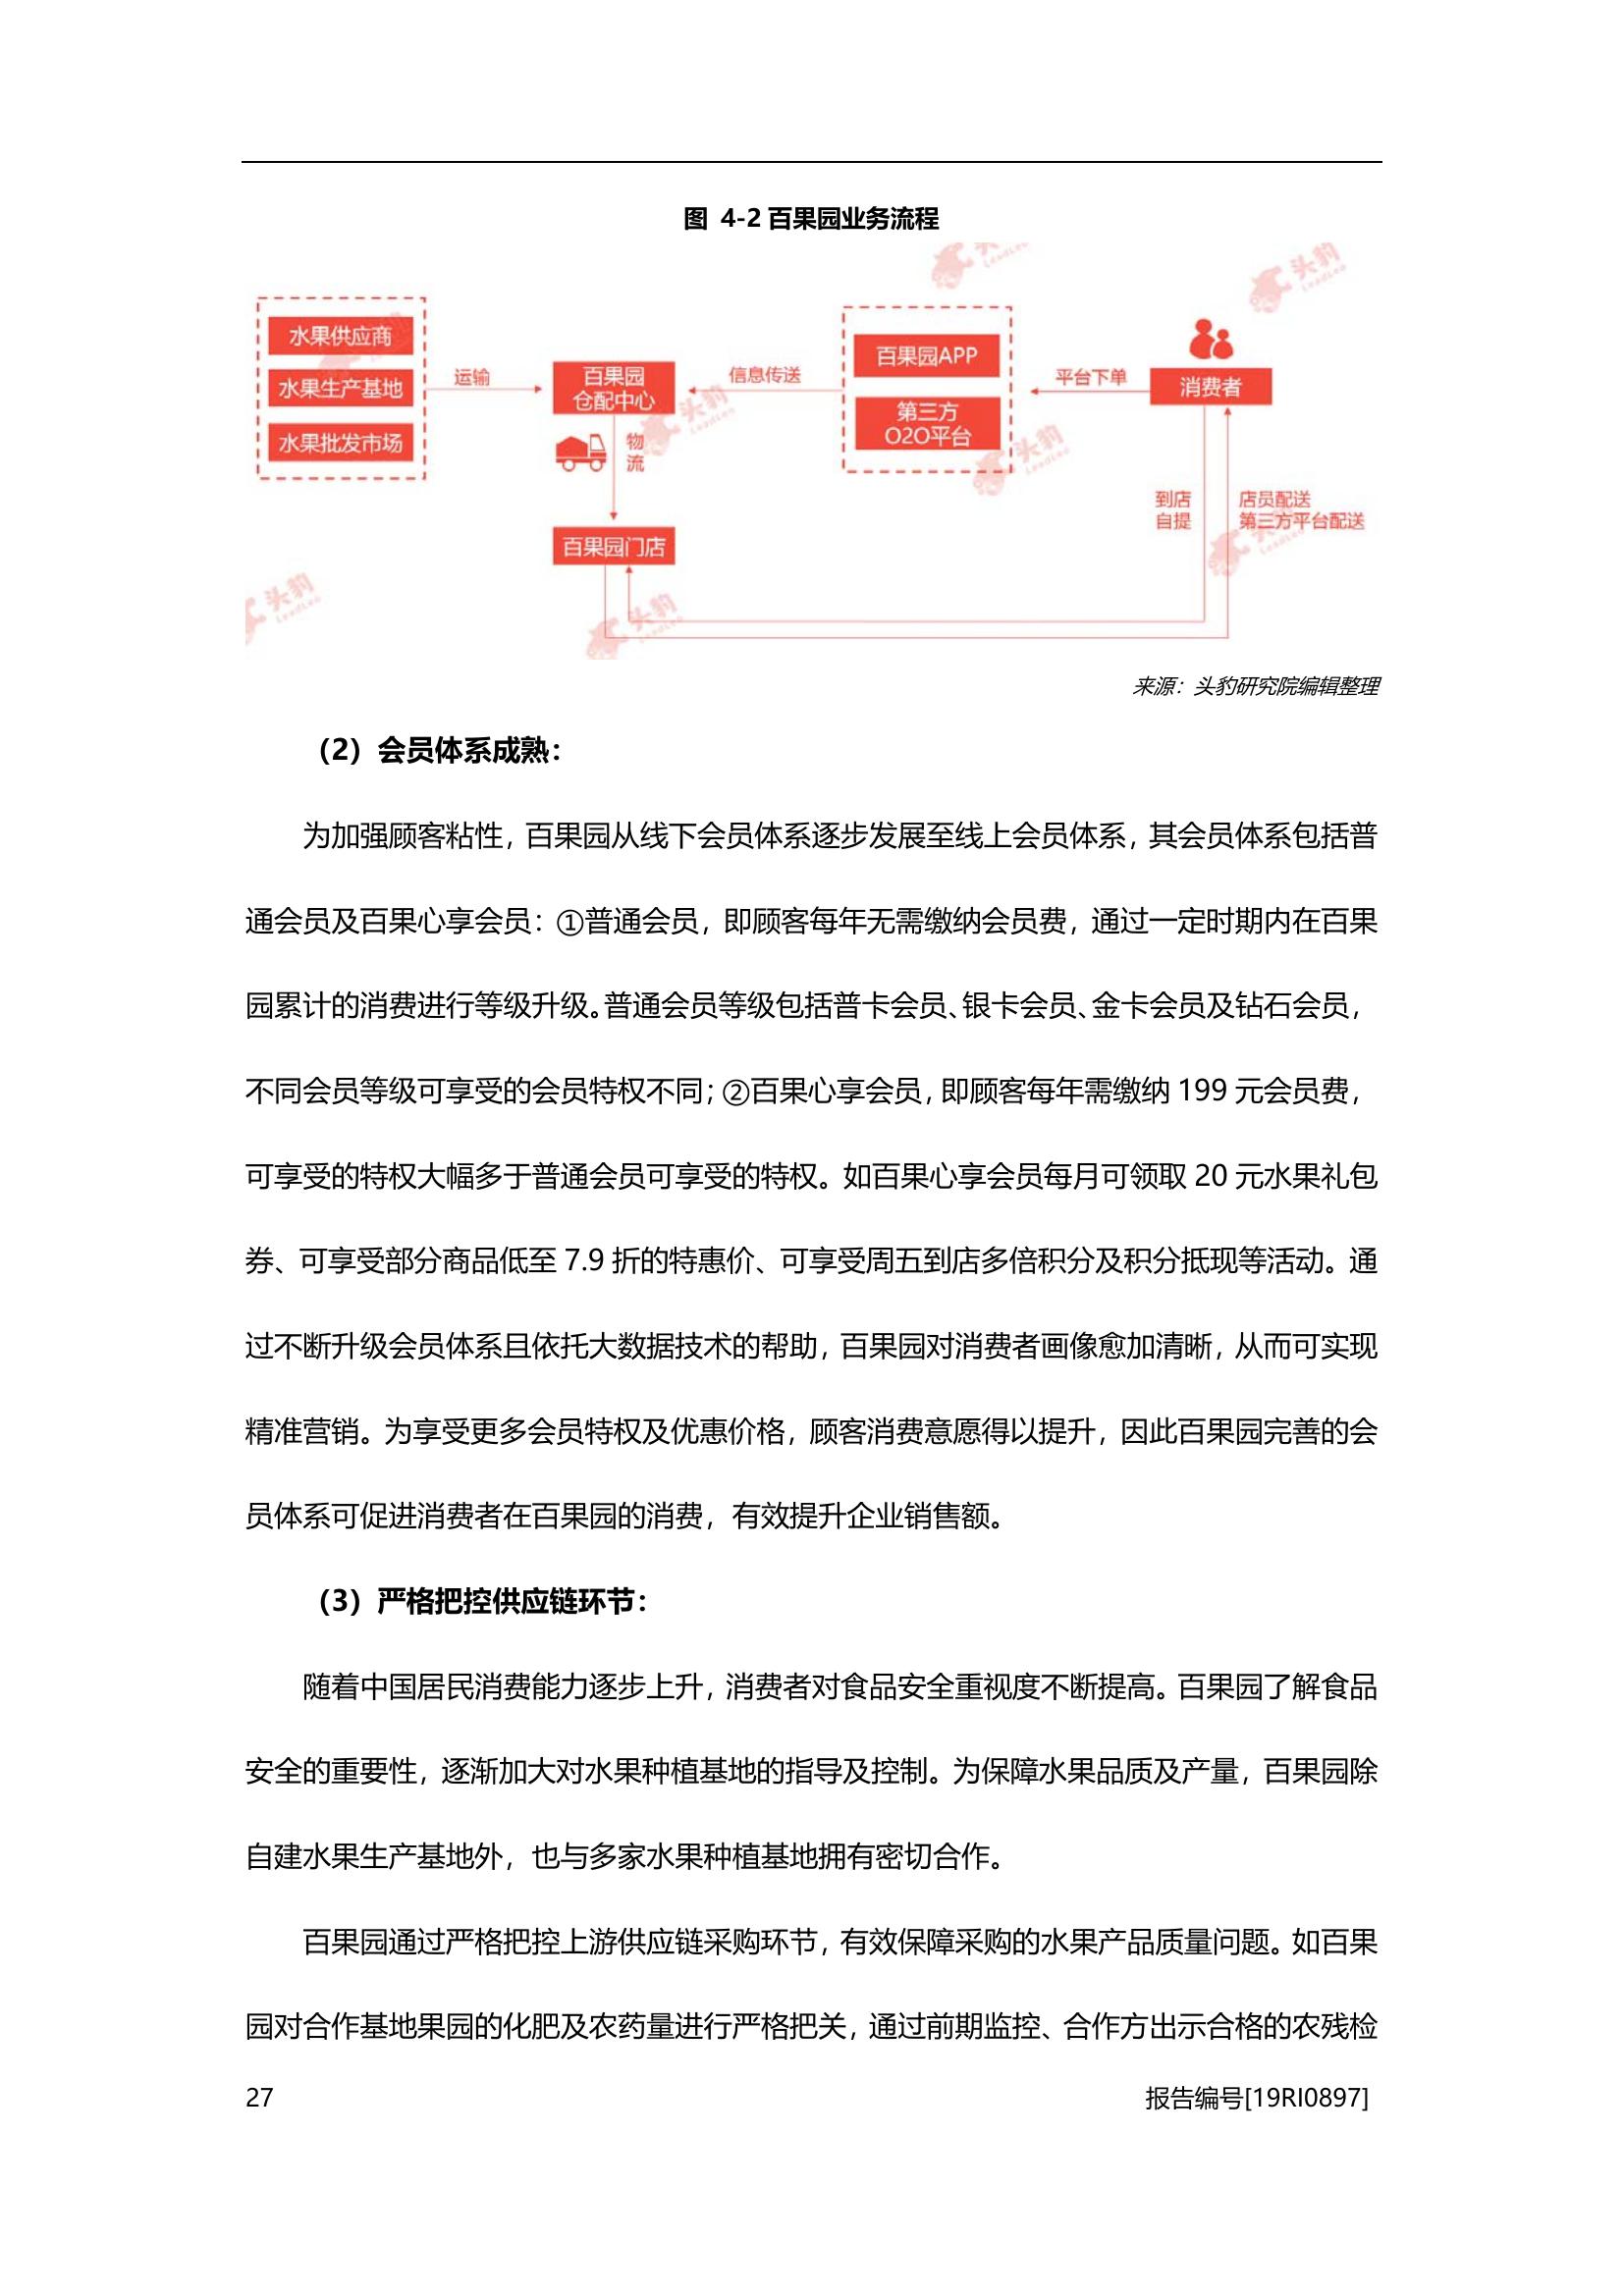 图 4-2 百果园业务流程
水果供应商
水果生产基地
水果批发市场
运输
百果园
仓配中心
物
流
百果园门店
信息传送
百果园APP
第三方
O2O平台
平台下单
消费者
到店
自提
店员配送
第三方平台配送
头豹
LeadLeo
头豹
LeadLeo
头豹
LeadLeo
头豹
LeadLeo
头豹
LeadLeo
头豹
LeadLeo
来源：头豹研究院编辑整理
（2）会员体系成熟：
为加强顾客粘性，百果园从线下会员体系逐步发展至线上会员体系，其会员体系包括普
通会员及百果心享会员：①普通会员，即顾客每年无需缴纳会员费，通过一定时期内在百果
园累计的消费进行等级升级。普通会员等级包括普卡会员、银卡会员、金卡会员及钻石会员，
不同会员等级可享受的会员特权不同；②百果心享会员，即顾客每年需缴纳 199 元会员费，
可享受的特权大幅多于普通会员可享受的特权。如百果心享会员每月可领取 20 元水果礼包
券、可享受部分商品低至 7.9 折的特惠价、可享受周五到店多倍积分及积分抵现等活动。通
过不断升级会员体系且依托大数据技术的帮助，百果园对消费者画像愈加清晰，从而可实现
精准营销。为享受更多会员特权及优惠价格，顾客消费意愿得以提升，因此百果园完善的会
员体系可促进消费者在百果园的消费，有效提升企业销售额。
（3）严格把控供应链环节：
随着中国居民消费能力逐步上升，消费者对食品安全重视度不断提高。百果园了解食品
安全的重要性，逐渐加大对水果种植基地的指导及控制。为保障水果品质及产量，百果园除
自建水果生产基地外，也与多家水果种植基地拥有密切合作。
百果园通过严格把控上游供应链采购环节，有效保障采购的水果产品质量问题。如百果
园对合作基地果园的化肥及农药量进行严格把关，通过前期监控、合作方出示合格的农残检
27
报告编号[19RI0897]